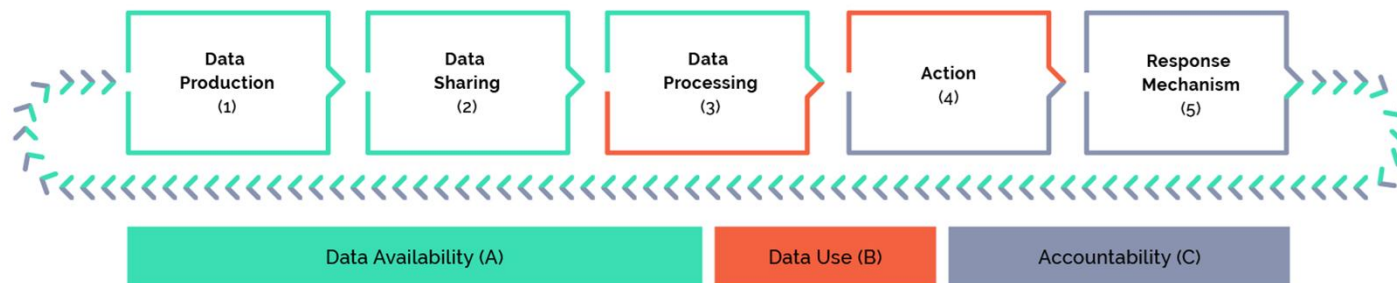 Data
Production
(1)
Data
Sharing
(2)
Data
Processing
(3)
Action
(4)
Response
Mechanism
(5)
Data Availability (A)
Data Use (B)
Accountability (C)